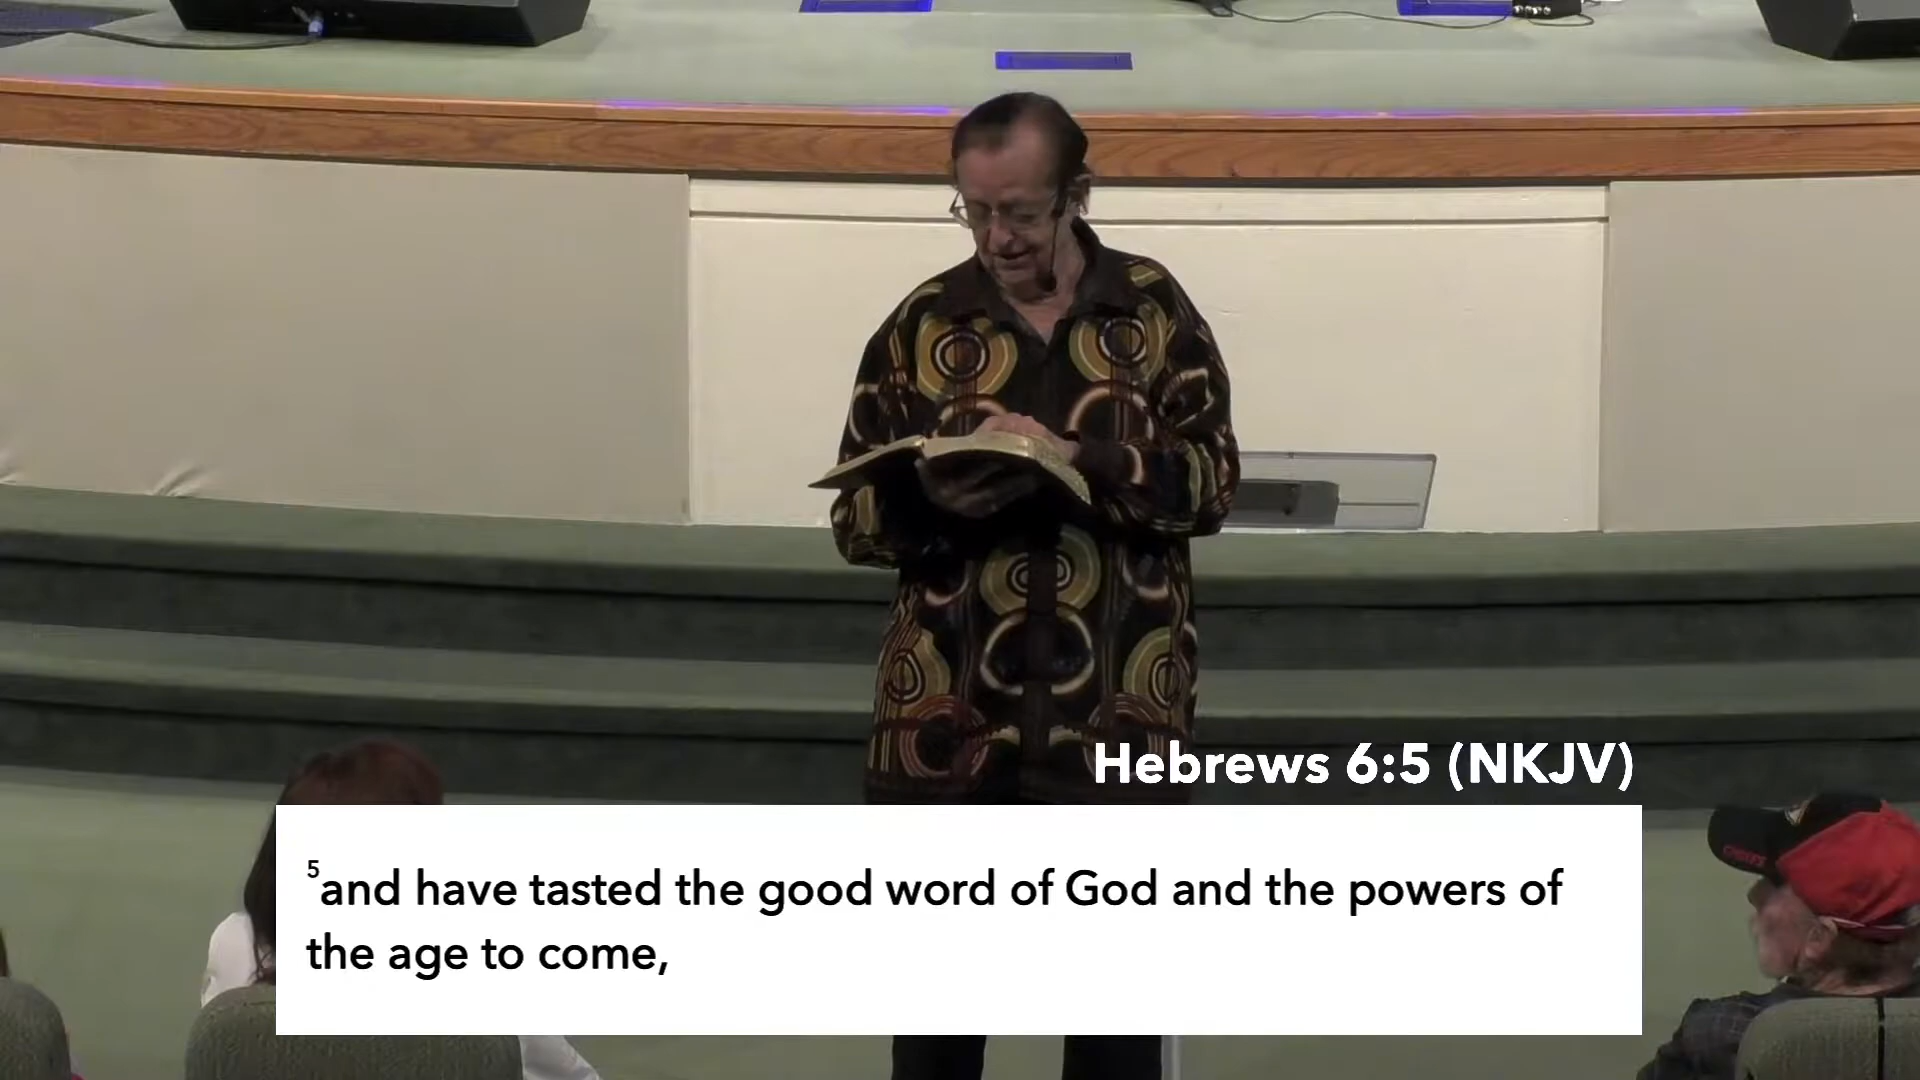 Hebrews 6:5 (NKJV)
5and have tasted the good word of God and the powers of
the age to come,
CHIEFS